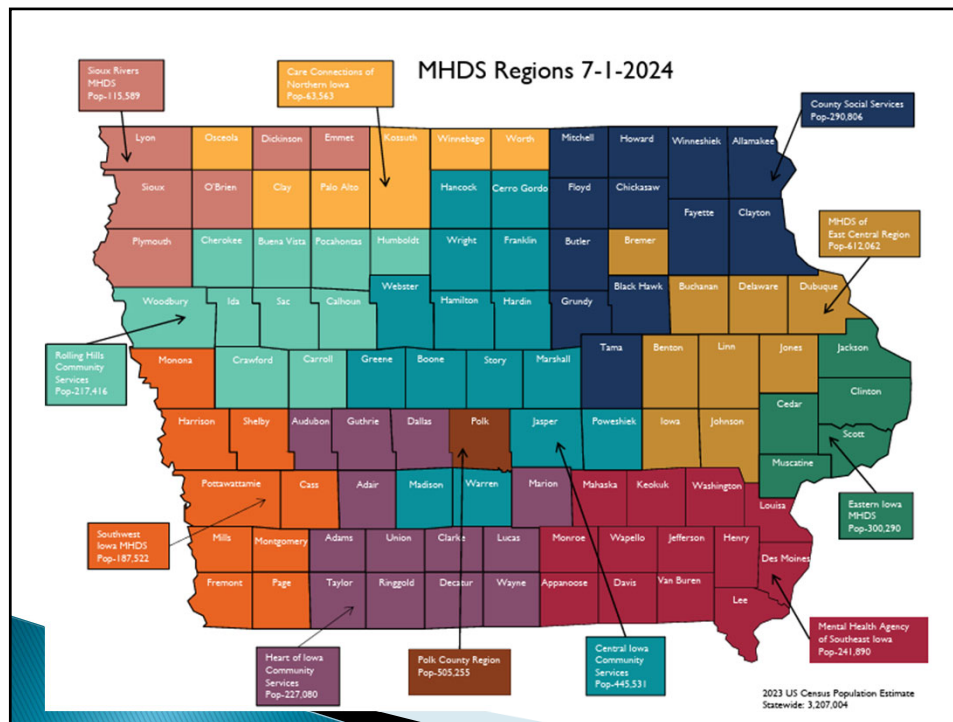 MHDS Regions 7-1-2024
Sioux Rivers
MHDS
Pop-115,589
Care Connections of
Northern Iowa
Pop-63,563
County Social Services
Pop-290,806
Lyon
Osceola
Dickinson
Emmet
Kossuth
Winnebago
Worth
Mitchell
Howard
Winneshiek
Allamakee
Sioux
O'Brien
Clay
Palo Alto
Hancock
Cerro Gordo
Floyd
Chickasaw
Fayette
Clayton
MHDS of
East Central Region
Pop-612,062
Plymouth
Cherokee
Buena Vista
Pocahontas
Humboldt
Wright
Franklin
Butler
Bremer
Woodbury
Ida
Sac
Calhoun
Webster
Hamilton
Hardin
Grundy
Black Hawk
Buchanan
Delaware
Dubuque
Rolling Hills
Community
Services
Pop-217,416
Monona
Crawford
Carroll
Greene
Boone
Story
Marshall
Tama
Benton
Linn
Jones
Jackson
Clinton
Cedar
Harrison
Shelby
Audubon
Guthrie
Dallas
Polk
Jasper
Poweshiek
Iowa
Johnson
Scott
Muscatine
Pottawattamie
Cass
Adair
Madison
Warren
Marion
Mahaska
Keokuk
Washington
Louisa
Eastern Iowa
MHDS
Pop-300,290
Southwest
Iowa MHDS
Pop-187,522
Mills
Montgomery
Adams
Union
Clarke
Lucas
Monroe
Wapello
Jefferson
Henry
Des Moines
Fremont
Page
Taylor
Ringgold
Decatur
Wayne
Appanoose
Davis
Van Buren
Lee
Heart of Iowa
Community
Services
Pop-227,080
Polk County Region
Pop-505,255
Central Iowa
Community
Services
Pop-445,531
Mental Health Agency
of Southeast Iowa
Pop-241,890
2023 US Census Population Estimate
Statewide: 3,207,004